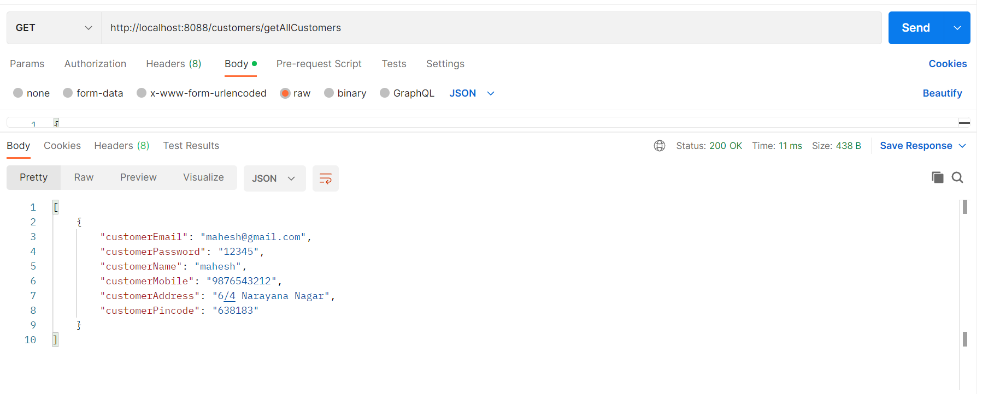 GET http://localhost:8088/customers/getAllCustomers Send
Params Authorization Headers (8) Body Pre-request Script Tests Settings Cookies
none form-data x-www-form-urlencoded raw binary GraphQL JSON Beautify
1 {
Body Cookies Headers (8) Test Results Status: 200 OK Time: 11 ms Size: 438 B Save Response
Pretty Raw Preview Visualize JSON
1 [
2 {
3 "customerEmail": "mahesh@gmail.com",
4 "customerPassword": "12345",
5 "customerName": "mahesh",
6 "customerMobile": "9876543212",
7 "customerAddress": "6/4 Narayana Nagar",
8 "customerPincode": "638183"
9 }
10 ]